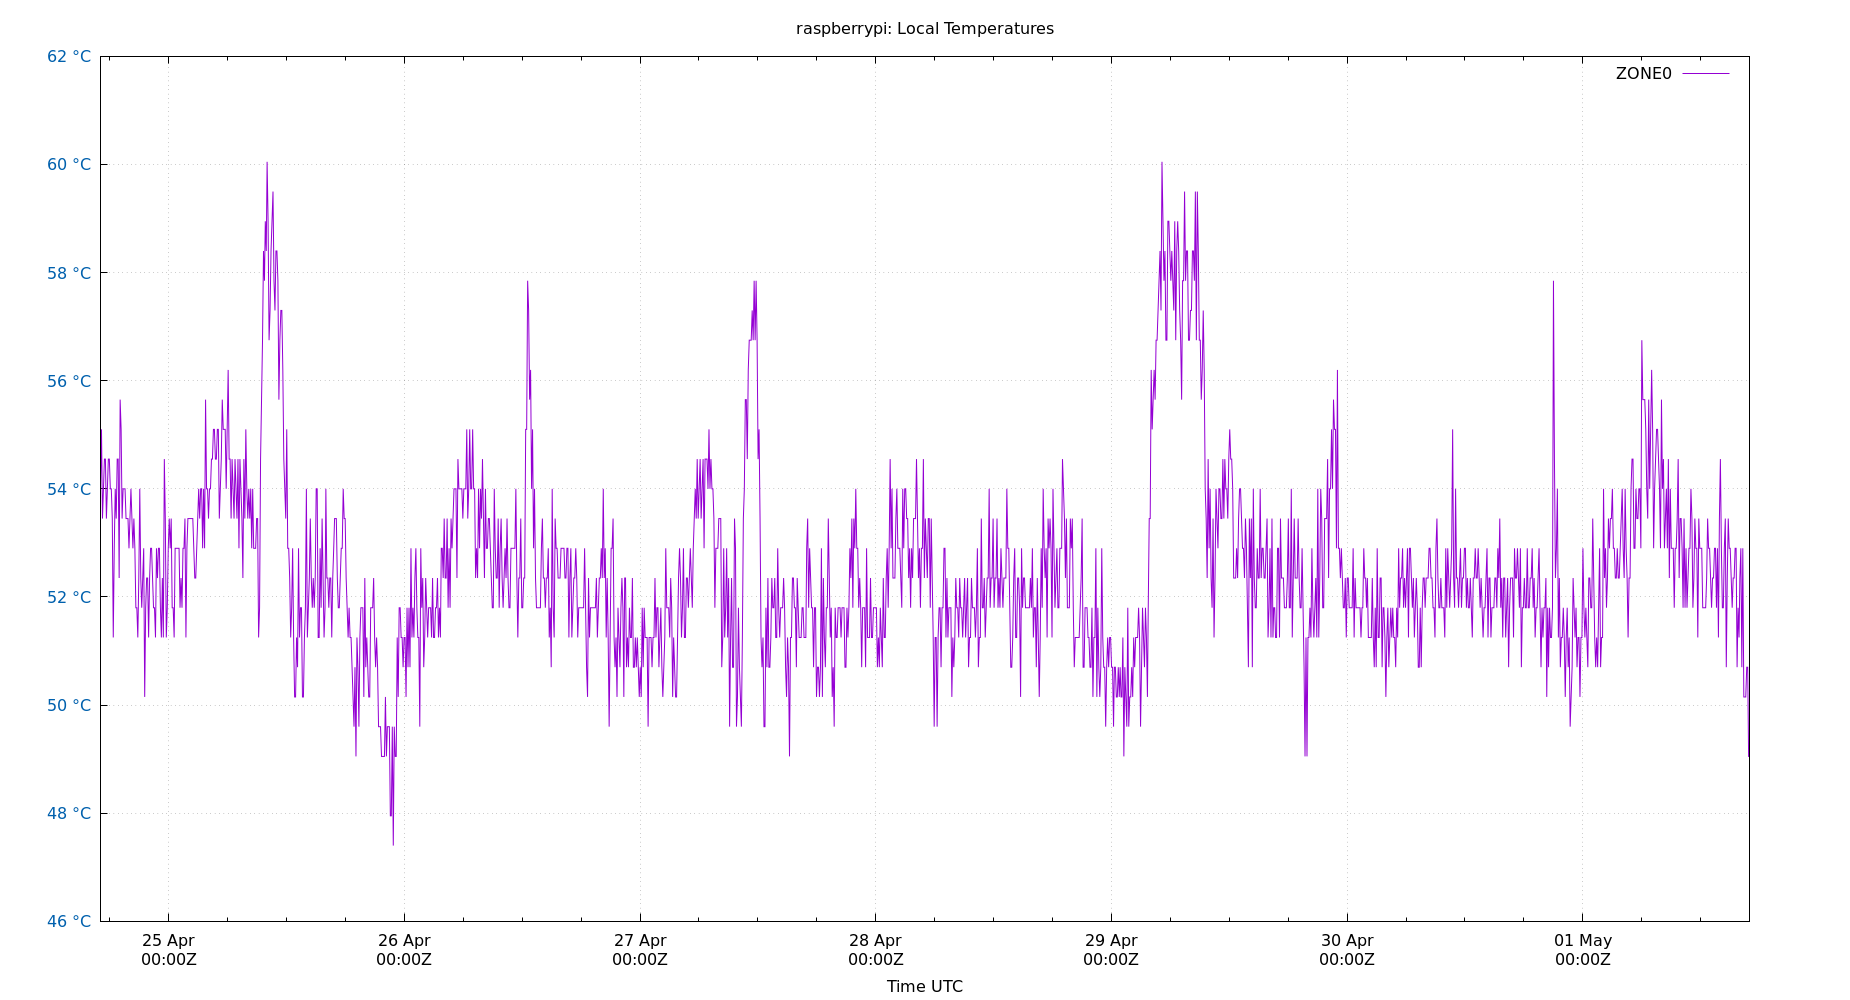 raspberrypi: Local Temperatures
62 °C
ZONE0
60 °C
58 °C
56 °C
54 °C
52 °C
50 °C
48 °C
46 °C
25 Apr 26 Apr 27 Apr 28 Apr 29 Apr 30 Apr 01 May
00:00Z 00:00Z 00:00Z 00:00Z 00:00Z 00:00Z 00:00Z
Time UTC